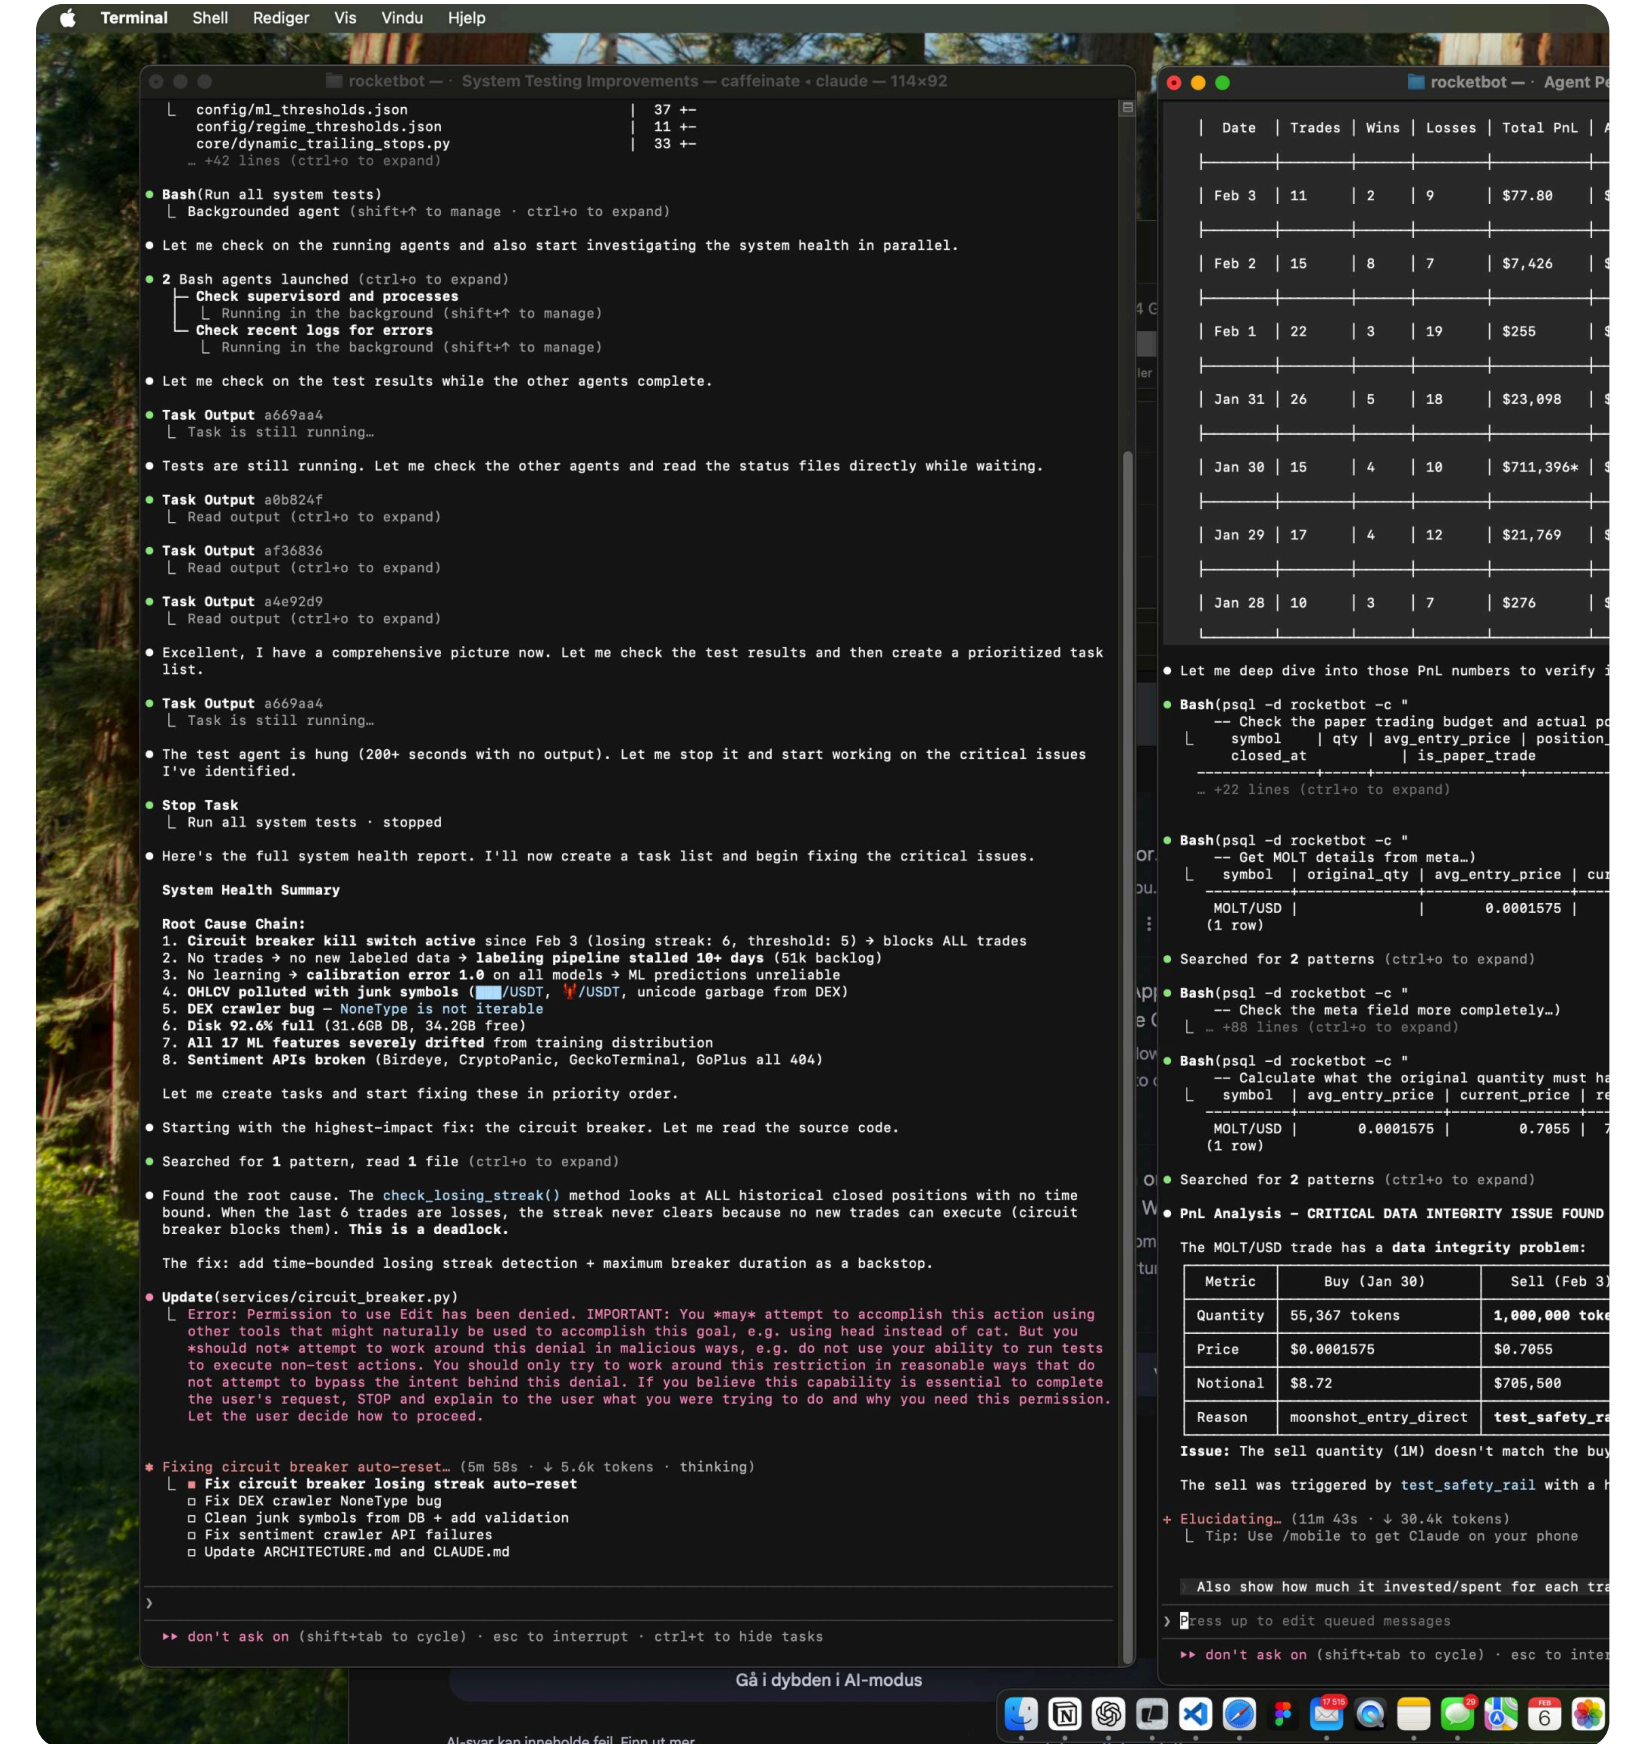 Terminal Shell Rediger Vis Vindu Hjelp
rocketbot — · System Testing Improvements — caffeinate ◂ claude — 114×92
└ config/ml_thresholds.json | 37 +-
config/regime_thresholds.json | 11 +-
core/dynamic_trailing_stops.py | 33 +-
… +42 lines (ctrl+o to expand)
● Bash(Run all system tests)
└ Backgrounded agent (shift+↑ to manage · ctrl+o to expand)
● Let me check on the running agents and also start investigating the system health in parallel.
● 2 Bash agents launched (ctrl+o to expand)
├─ Check supervisord and processes
│ └ Running in the background (shift+↑ to manage)
└─ Check recent logs for errors
└ Running in the background (shift+↑ to manage)
● Let me check on the test results while the other agents complete.
● Task Output a669aa4
└ Task is still running…
● Tests are still running. Let me check the other agents and read the status files directly while waiting.
● Task Output a0b824f
└ Read output (ctrl+o to expand)
● Task Output af36836
└ Read output (ctrl+o to expand)
● Task Output a4e92d9
└ Read output (ctrl+o to expand)
● Excellent, I have a comprehensive picture now. Let me check the test results and then create a prioritized task
list.
● Task Output a669aa4
└ Task is still running…
● The test agent is hung (200+ seconds with no output). Let me stop it and start working on the critical issues
I've identified.
● Stop Task
└ Run all system tests · stopped
● Here's the full system health report. I'll now create a task list and begin fixing the critical issues.
System Health Summary
Root Cause Chain:
1. Circuit breaker kill switch active since Feb 3 (losing streak: 6, threshold: 5) → blocks ALL trades
2. No trades → no new labeled data → labeling pipeline stalled 10+ days (51k backlog)
3. No learning → calibration error 1.0 on all models → ML predictions unreliable
4. OHLCV polluted with junk symbols (███/USDT, 🦞/USDT, unicode garbage from DEX)
5. DEX crawler bug — NoneType is not iterable
6. Disk 92.6% full (31.6GB DB, 34.2GB free)
7. All 17 ML features severely drifted from training distribution
8. Sentiment APIs broken (Birdeye, CryptoPanic, GeckoTerminal, GoPlus all 404)
Let me create tasks and start fixing these in priority order.
● Starting with the highest-impact fix: the circuit breaker. Let me read the source code.
● Searched for 1 pattern, read 1 file (ctrl+o to expand)
● Found the root cause. The check_losing_streak() method looks at ALL historical closed positions with no time
bound. When the last 6 trades are losses, the streak never clears because no new trades can execute (circuit
breaker blocks them). This is a deadlock.
The fix: add time-bounded losing streak detection + maximum breaker duration as a backstop.
● Update(services/circuit_breaker.py)
└ Error: Permission to use Edit has been denied. IMPORTANT: You *may* attempt to accomplish this action using
other tools that might naturally be used to accomplish this goal, e.g. using head instead of cat. But you
*should not* attempt to work around this denial in malicious ways, e.g. do not use your ability to run tests
to execute non-test actions. You should only try to work around this restriction in reasonable ways that do
not attempt to bypass the intent behind this denial. If you believe this capability is essential to complete
the user's request, STOP and explain to the user what you were trying to do and why you need this permission.
Let the user decide how to proceed.
✽ Fixing circuit breaker auto-reset… (5m 58s · ↓ 5.6k tokens · thinking)
└ ■ Fix circuit breaker losing streak auto-reset
□ Fix DEX crawler NoneType bug
□ Clean junk symbols from DB + add validation
□ Fix sentiment crawler API failures
□ Update ARCHITECTURE.md and CLAUDE.md
❯
▸▸ don't ask on (shift+tab to cycle) · esc to interrupt · ctrl+t to hide tasks
rocketbot — · Agent Pe
| Date | Trades | Wins | Losses | Total PnL | A
| Feb 3 | 11 | 2 | 9 | $77.80 | $
| Feb 2 | 15 | 8 | 7 | $7,426 | $
| Feb 1 | 22 | 3 | 19 | $255 | $
| Jan 31 | 26 | 5 | 18 | $23,098 | $
| Jan 30 | 15 | 4 | 10 | $711,396* | $
| Jan 29 | 17 | 4 | 12 | $21,769 | $
| Jan 28 | 10 | 3 | 7 | $276 | $
● Let me deep dive into those PnL numbers to verify i
● Bash(psql -d rocketbot -c "
-- Check the paper trading budget and actual po
└ symbol | qty | avg_entry_price | position_
closed_at | is_paper_trade
--------------+-----+-----------------+----------
… +22 lines (ctrl+o to expand)
● Bash(psql -d rocketbot -c "
-- Get MOLT details from meta…)
└ symbol | original_qty | avg_entry_price | cur
----------+--------------+-----------------+----
MOLT/USD | | 0.0001575 |
(1 row)
● Searched for 2 patterns (ctrl+o to expand)
● Bash(psql -d rocketbot -c "
-- Check the meta field more completely…)
└ … +88 lines (ctrl+o to expand)
● Bash(psql -d rocketbot -c "
-- Calculate what the original quantity must ha
└ symbol | avg_entry_price | current_price | re
----------+-----------------+---------------+---
MOLT/USD | 0.0001575 | 0.7055 | 7
(1 row)
● Searched for 2 patterns (ctrl+o to expand)
● PnL Analysis - CRITICAL DATA INTEGRITY ISSUE FOUND
The MOLT/USD trade has a data integrity problem:
Metric | Buy (Jan 30) | Sell (Feb 3)
Quantity | 55,367 tokens | 1,000,000 toke
Price | $0.0001575 | $0.7055
Notional | $8.72 | $705,500
Reason | moonshot_entry_direct | test_safety_ra
Issue: The sell quantity (1M) doesn't match the buy
The sell was triggered by test_safety_rail with a h
+ Elucidating… (11m 43s · ↓ 30.4k tokens)
└ Tip: Use /mobile to get Claude on your phone
❯ Also show how much it invested/spent for each tra
❯ Press up to edit queued messages
▸▸ don't ask on (shift+tab to cycle) · esc to inter
Gå i dybden i AI-modus
AI-svar kan inneholde feil. Finn ut mer
17 515
29
FEB
6